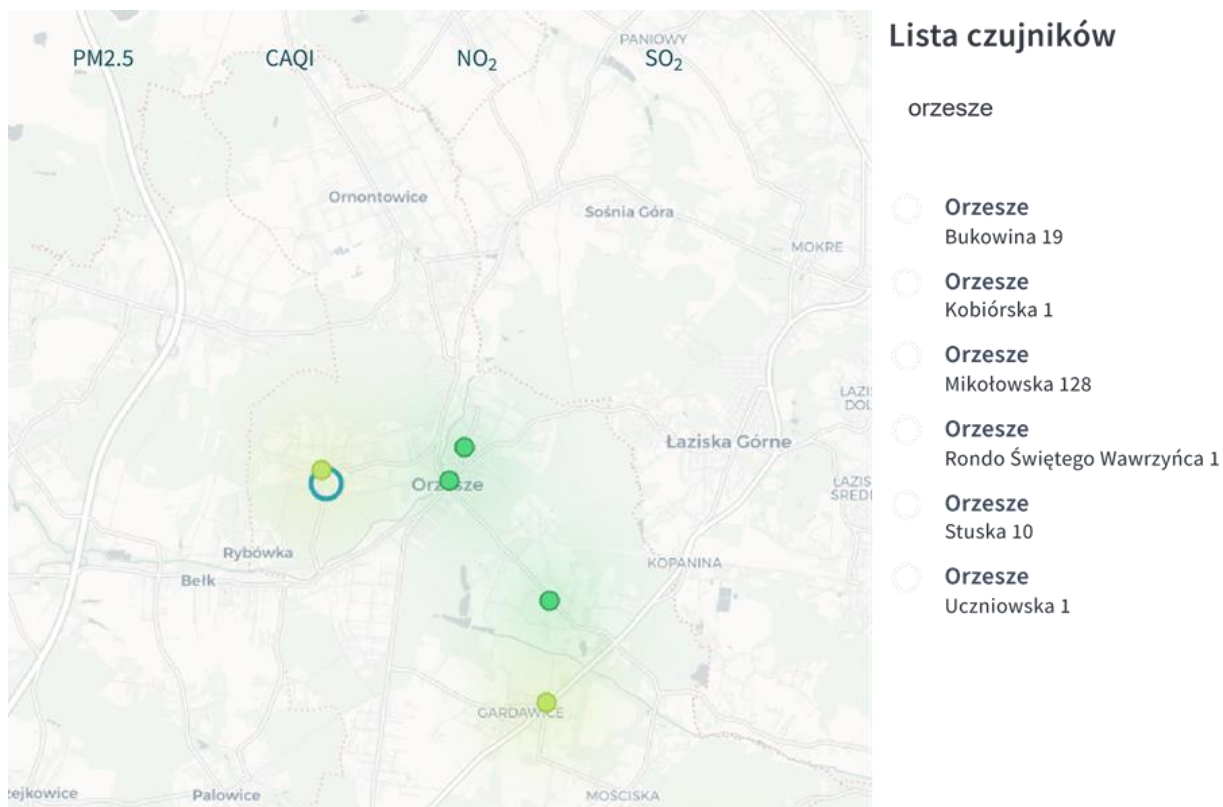 PM2.5
CAQI
NO₂
SO₂
PANIOWY
Ornontowice
Sośnia Góra
MOKRE
Łaziska Górne
Orzesze
Rybówka
Bełk
KOPANINA
GARDAWICE
Palowice
MOŚCISKA
Lista czujników
orzesze
Orzesze
Bukowina 19
Orzesze
Kobiórska 1
Orzesze
Mikołowska 128
Orzesze
Rondo Świętego Wawrzyńca 1
Orzesze
Stuska 10
Orzesze
Uczniowska 1